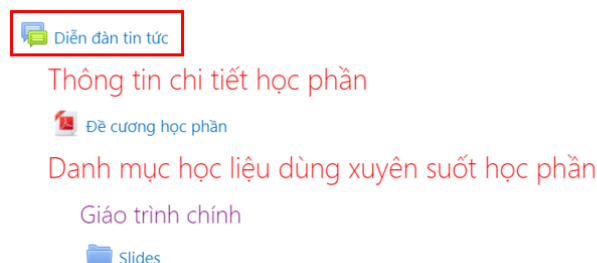 Diễn đàn tin tức
Thông tin chi tiết học phần
Đề cương học phần
Danh mục học liệu dùng xuyên suốt học phần
Giáo trình chính
Slides